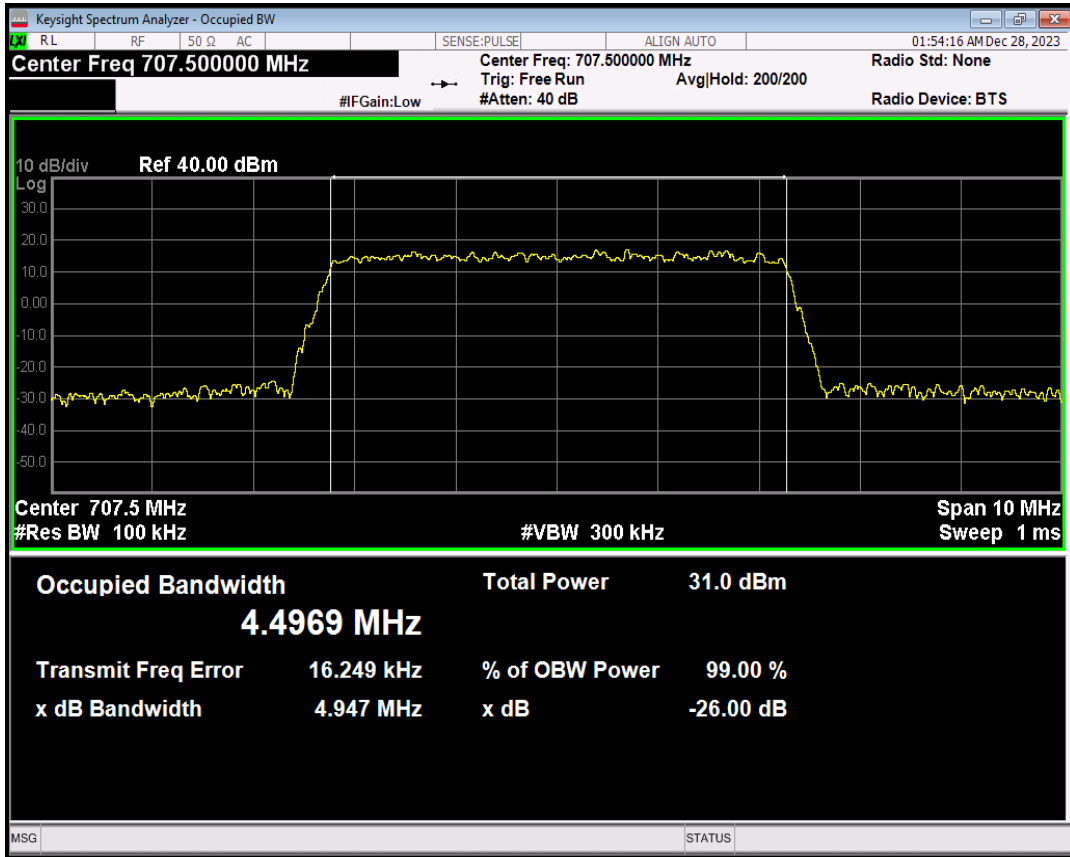 Keysight Spectrum Analyzer - Occupied BW
LXI RL RF 50 Ω AC SENSE:PULSE ALIGN AUTO 01:54:16 AM Dec 28, 2023
Center Freq 707.500000 MHz Center Freq: 707.500000 MHz Radio Std: None
Trig: Free Run Avg|Hold: 200/200
#IFGain:Low #Atten: 40 dB Radio Device: BTS
10 dB/div Ref 40.00 dBm
Log
30.0
20.0
10.0
0.00
-10.0
-20.0
-30.0
-40.0
-50.0
Center 707.5 MHz Span 10 MHz
#Res BW 100 kHz #VBW 300 kHz Sweep 1 ms
Occupied Bandwidth Total Power 31.0 dBm
4.4969 MHz
Transmit Freq Error 16.249 kHz % of OBW Power 99.00 %
x dB Bandwidth 4.947 MHz x dB -26.00 dB
MSG STATUS